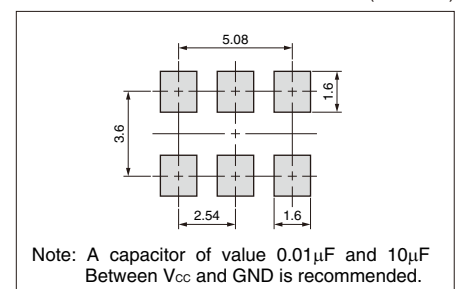 5.08
1.6
3.6
2.54
1.6
Note: A capacitor of value 0.01μF and 10μF
Between Vcc and GND is recommended.